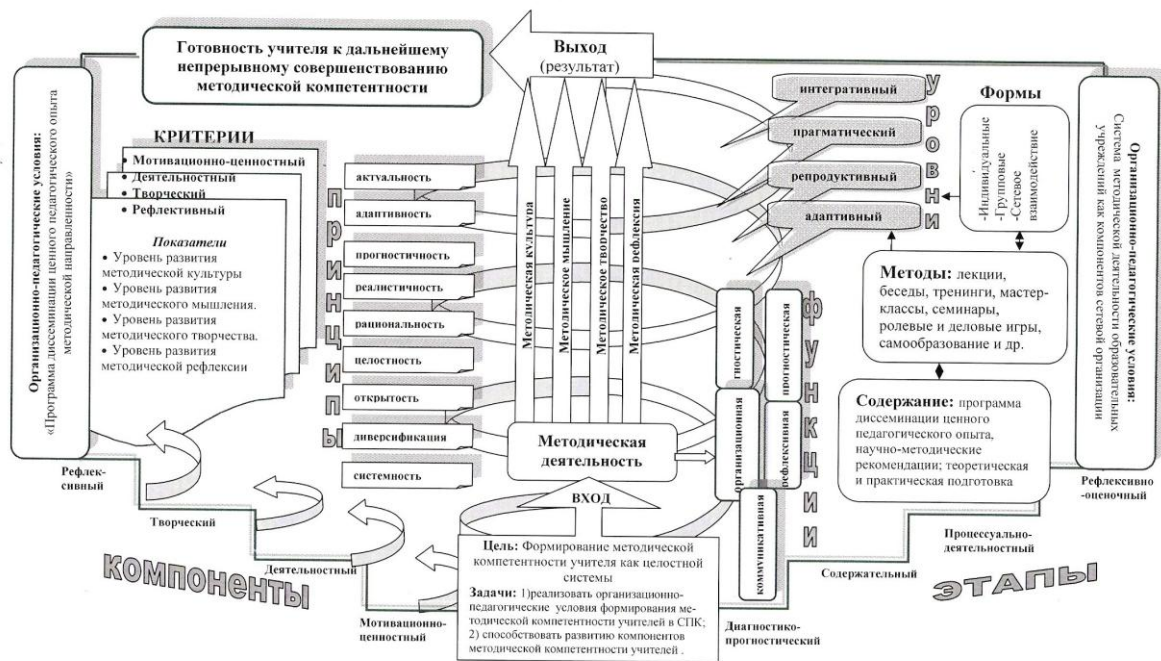 Готовность учителя к дальнейшему
непрерывному совершенствованию
методической компетентности
Выход
(результат)
Организационно-педагогические условия:
«Программа диссеминации ценного педагогического опыта
методической направленности»
КРИТЕРИИ
• Мотивационно-ценностный
• Деятельностный
• Творческий
• Рефлективный
Показатели
• Уровень развития
методической культуры
• Уровень развития
методического мышления.
• Уровень развития
методического творчества.
• Уровень развития
методической рефлексии
принципы
актуальность
адаптивность
прогностичность
реалистичность
рациональность
целостность
открытость
диверсификация
системность
Методическая культура
Методическое мышление
Методическое творчество
Методическая рефлексия
Методическая
деятельность
ВХОД
Цель: Формирование методической
компетентности учителя как целостной
системы
Задачи: 1)реализовать организационно-
педагогические условия формирования ме-
тодической компетентности учителей в СПК;
2) способствовать развитию компонентов
методической компетентности учителей .
уровни
интегративный
прагматический
репродуктивный
адаптивный
Формы
-Индивидуальные
-Групповые
-Сетевое
взаимодействие
Методы: лекции,
беседы, тренинги, мастер-
классы, семинары,
ролевые и деловые игры,
самообразование и др.
Содержание: программа
диссеминации ценного
педагогического опыта,
научно-методические
рекомендации; теоретическая
и практическая подготовка
функции
гностическая
прогностическая
организационная
рефлексивная
коммуникативная
Организационно-педагогические условия:
Система методической деятельности образовательных
учреждений как компонентов сетевой организации
Рефлек-
сивный
Творческий
Деятельностный
Мотивационно-
ценностный
КОМПОНЕНТЫ
Диагностико-
прогностический
Содержательный
Процессуально-
деятельностный
Рефлексивно
-оценочный
ЭТАПЫ